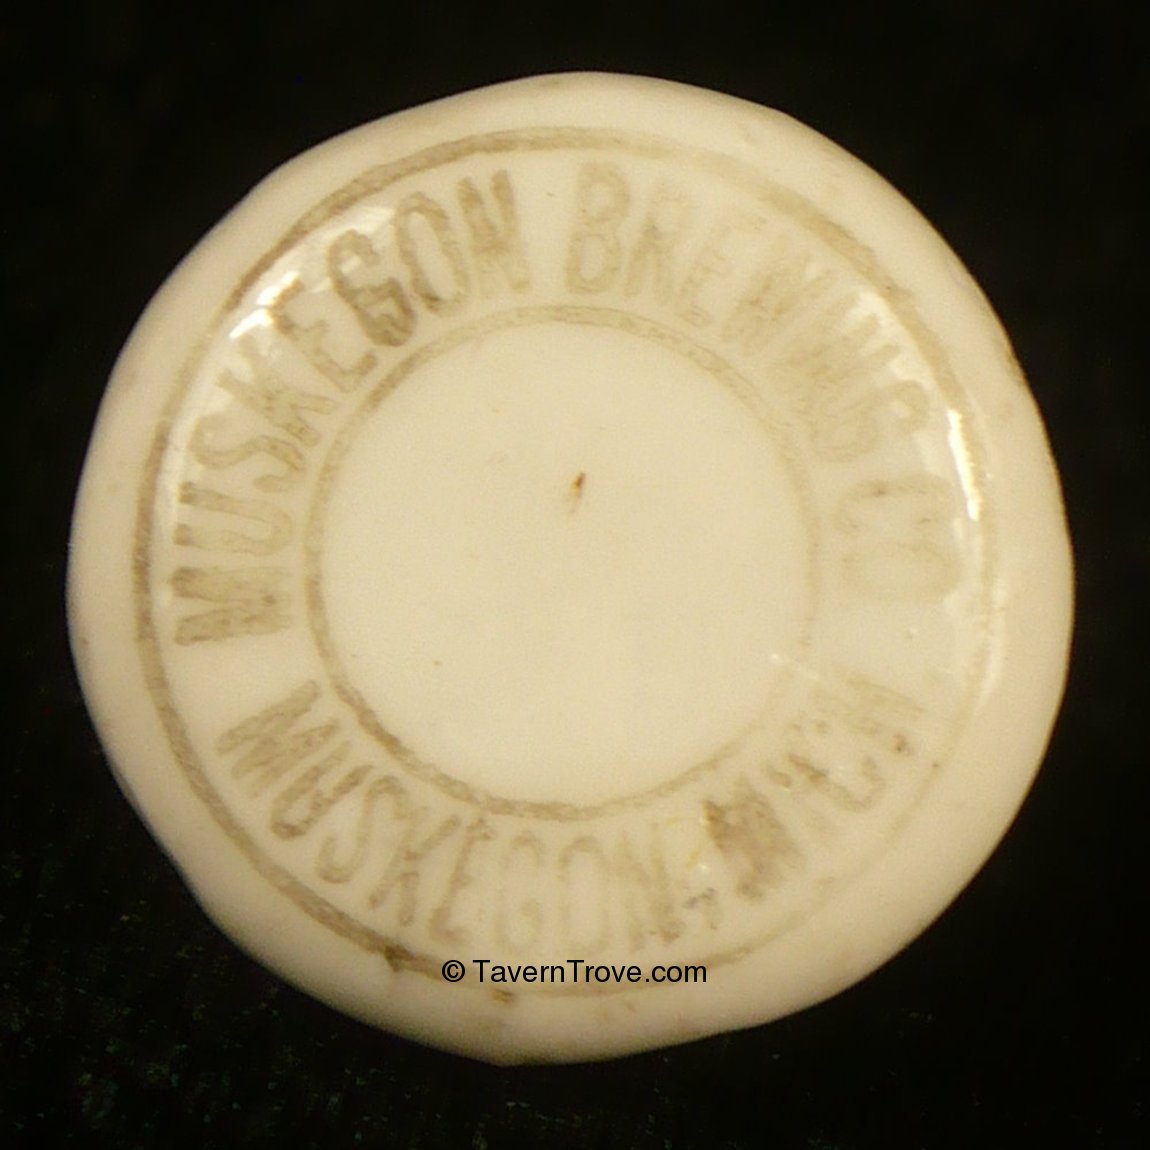 MUSKEGON BREWING CO
MUSKEGON, MICH.
© TavernTrove.com